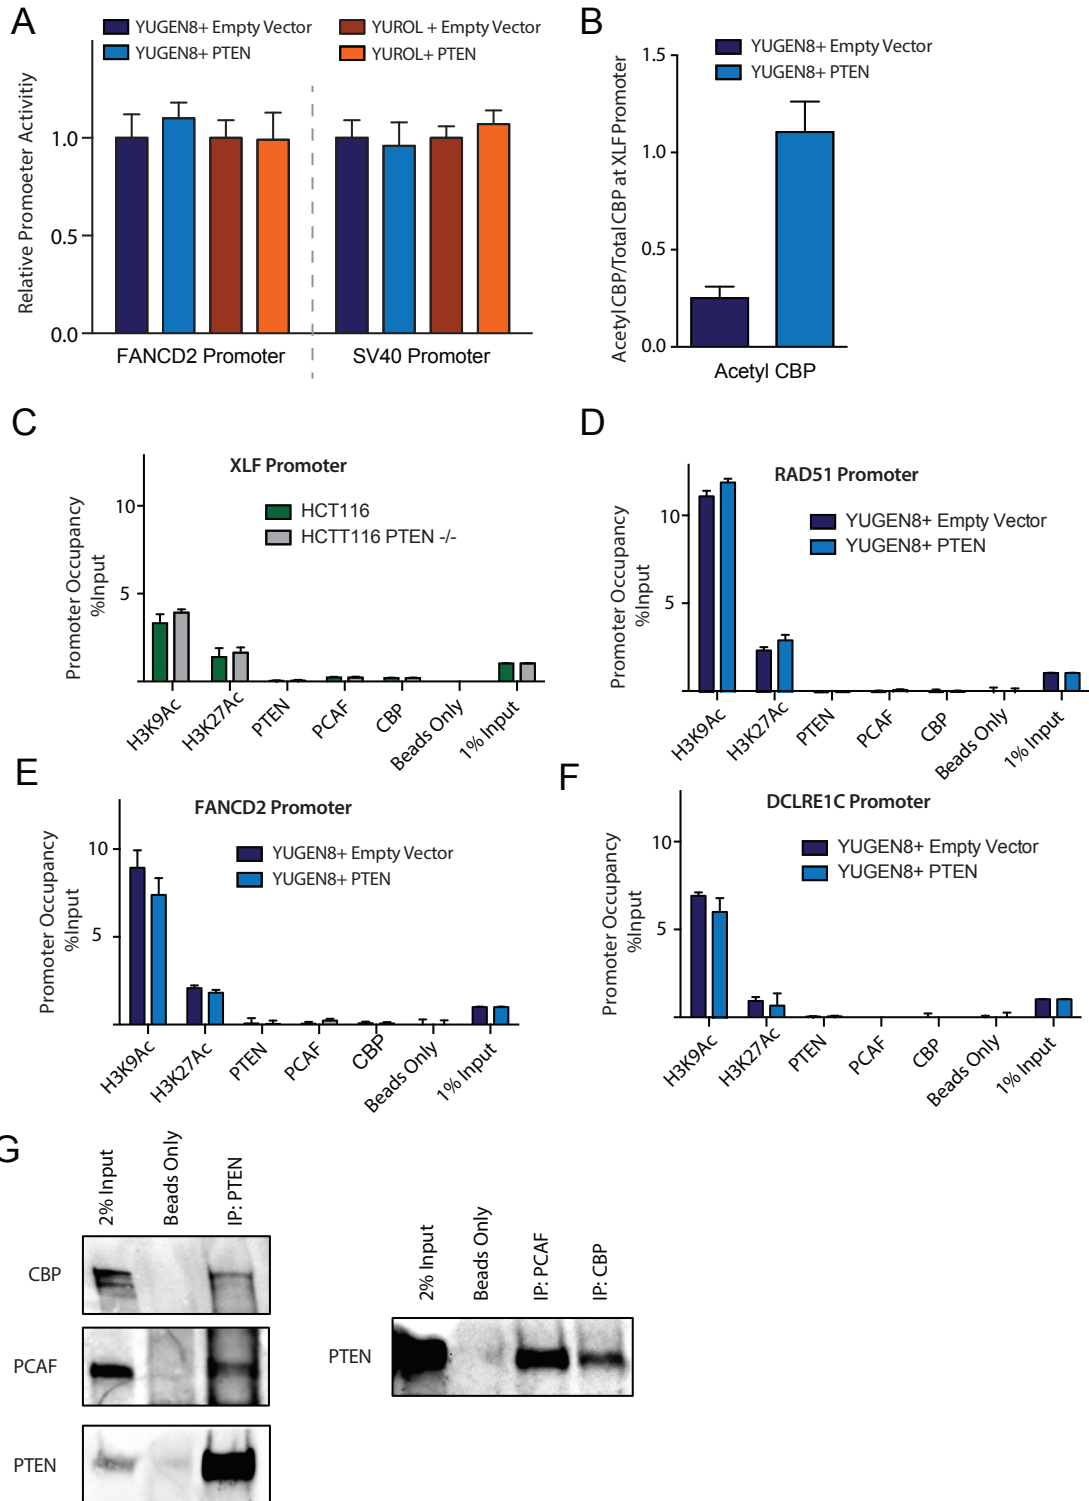 A
YUGEN8+ Empty Vector
YUGEN8+ PTEN
YUROL + Empty Vector
YUROL+ PTEN
Relative Promoeter Activitiy
1.0
0.5
0.0
FANCD2 Promoter
SV40 Promoter
B
YUGEN8+ Empty Vector
YUGEN8+ PTEN
Acetyl CBP/Total CBP at XLF Promoter
1.5
1.0
0.5
0.0
Acetyl CBP
C
XLF Promoter
HCT116
HCTT116 PTEN -/-
Promoter Occupancy
%Input
10
5
H3K9Ac
H3K27Ac
PTEN
PCAF
CBP
Beads Only
1% Input
D
RAD51 Promoter
YUGEN8+ Empty Vector
YUGEN8+ PTEN
Promoter Occupancy
%Input
10
5
H3K9Ac
H3K27Ac
PTEN
PCAF
CBP
Beads Only
1% Input
E
FANCD2 Promoter
YUGEN8+ Empty Vector
YUGEN8+ PTEN
Promoter Occupancy
%Input
10
5
H3K9Ac
H3K27Ac
PTEN
PCAF
CBP
Beads Only
1% Input
F
DCLRE1C Promoter
YUGEN8+ Empty Vector
YUGEN8+ PTEN
Promoter Occupancy
%Input
10
5
H3K9Ac
H3K27Ac
PTEN
PCAF
CBP
Beads Only
1% Input
G
2% Input
Beads Only
IP: PTEN
CBP
PCAF
PTEN
2% Input
Beads Only
IP: PCAF
IP: CBP
PTEN